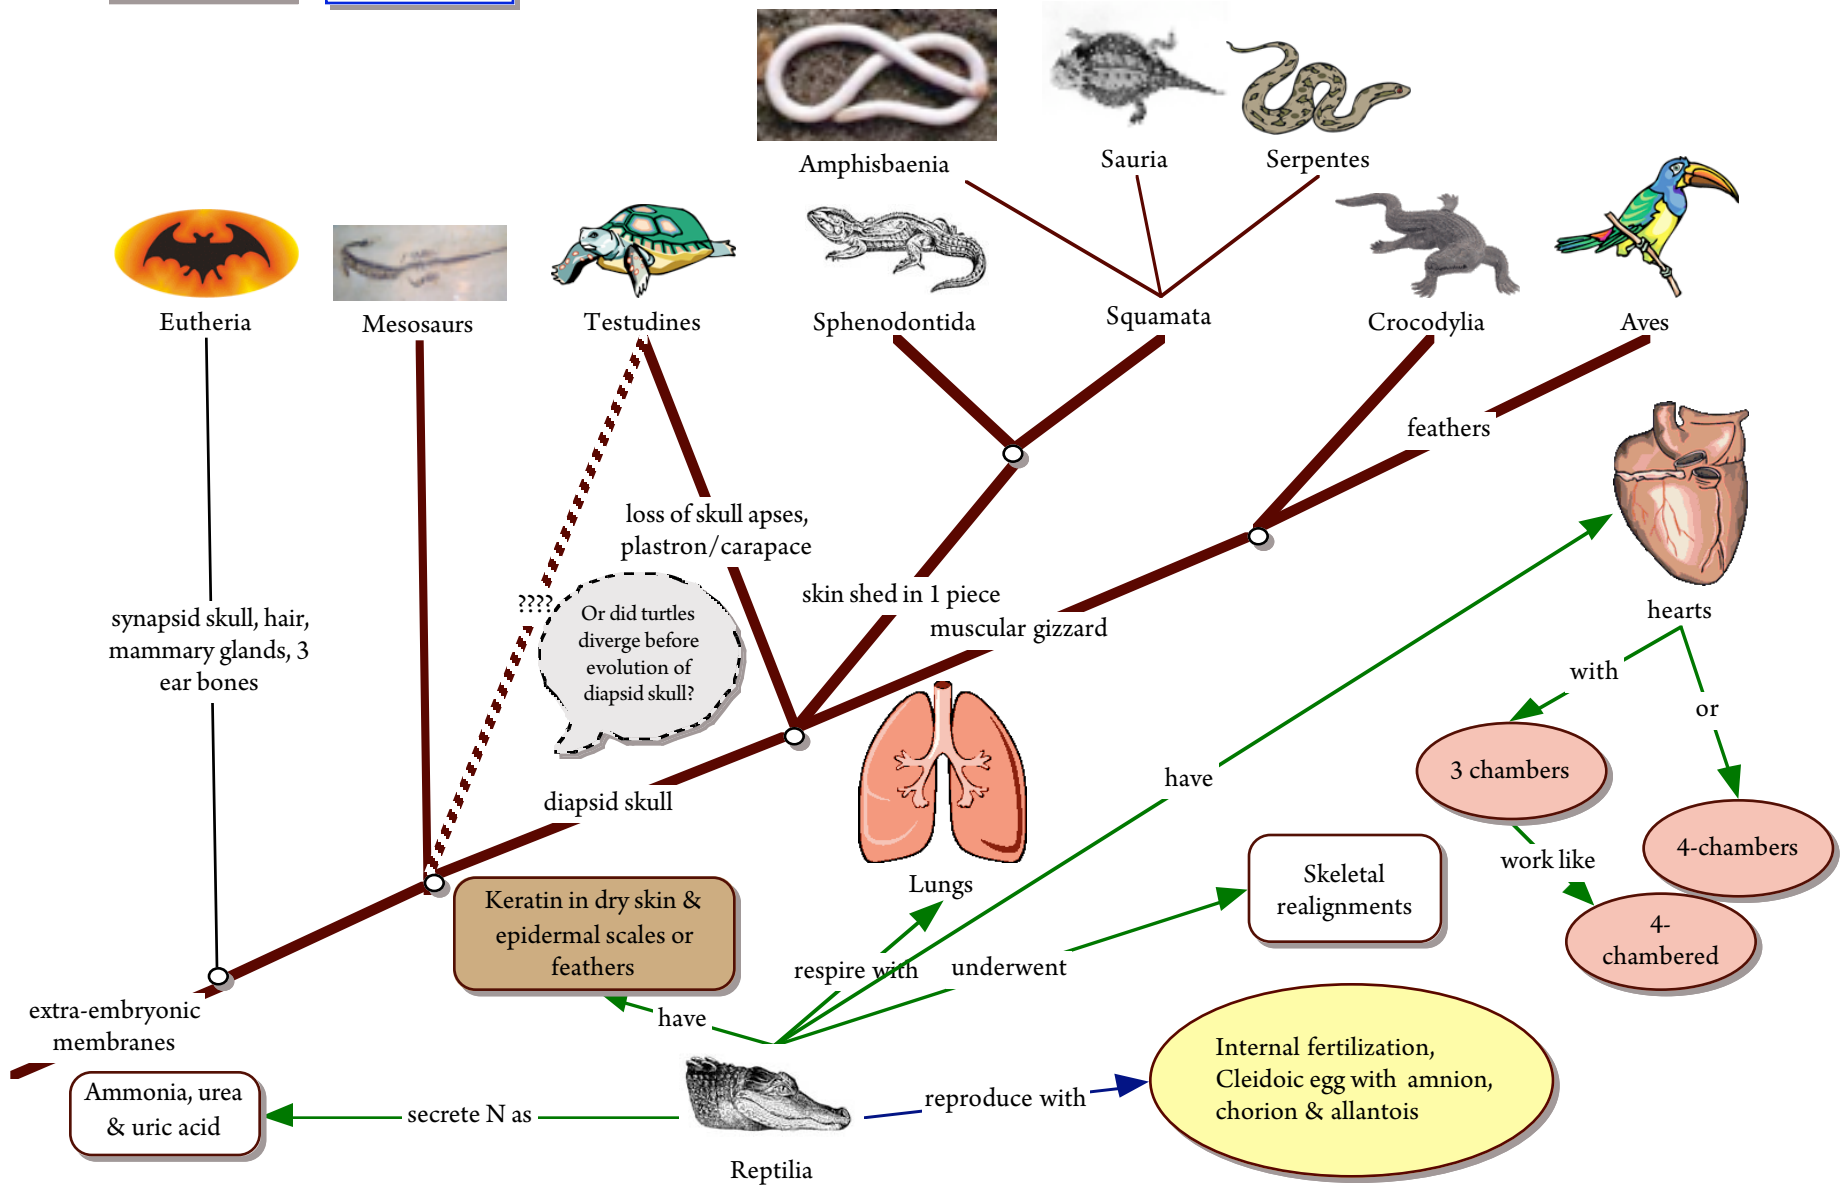 Amphisbaenia
Sauria
Serpentes
Eutheria
Mesosaurs
Testudines
Sphenodontida
Squamata
Crocodylia
Aves
feathers
loss of skull apses,
plastron/carapace
skin shed in 1 piece
muscular gizzard
????
Or did turtles
diverge before
evolution of
diapsid skull?
synapsid skull, hair,
mammary glands, 3
ear bones
hearts
with
or
3 chambers
4-chambers
work like
4-
chambered
diapsid skull
have
Lungs
Skeletal
realignments
Keratin in dry skin &
epidermal scales or
feathers
respire with
underwent
extra-embryonic
membranes
have
Internal fertilization,
Cleidoic egg with amnion,
chorion & allantois
Ammonia, urea
& uric acid
secrete N as
reproduce with
Reptilia